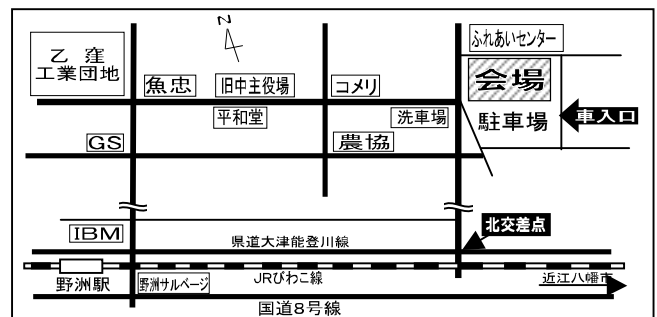 N
ふれあいセンター
乙窪
工業団地
魚忠
旧中主役場
コメリ
会場
平和堂
洗車場
駐車場
車入口
GS
農協
IBM
北交差点
県道大津能登川線
野洲駅
野洲サルベージ
JRびわこ線
近江八幡市
国道8号線